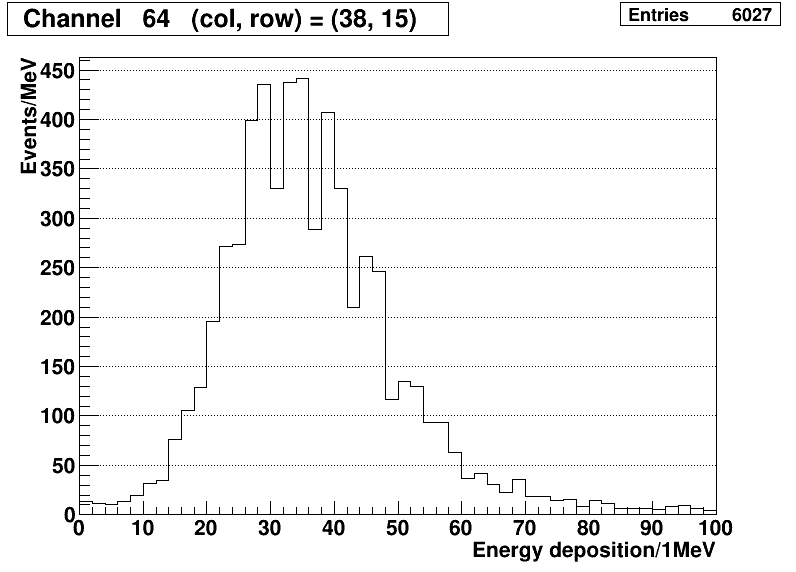 Channel 64 (col, row) = (38, 15)
Entries 6027
Events/MeV
450
400
350
300
250
200
150
100
50
0
0 10 20 30 40 50 60 70 80 90 100
Energy deposition/1MeV